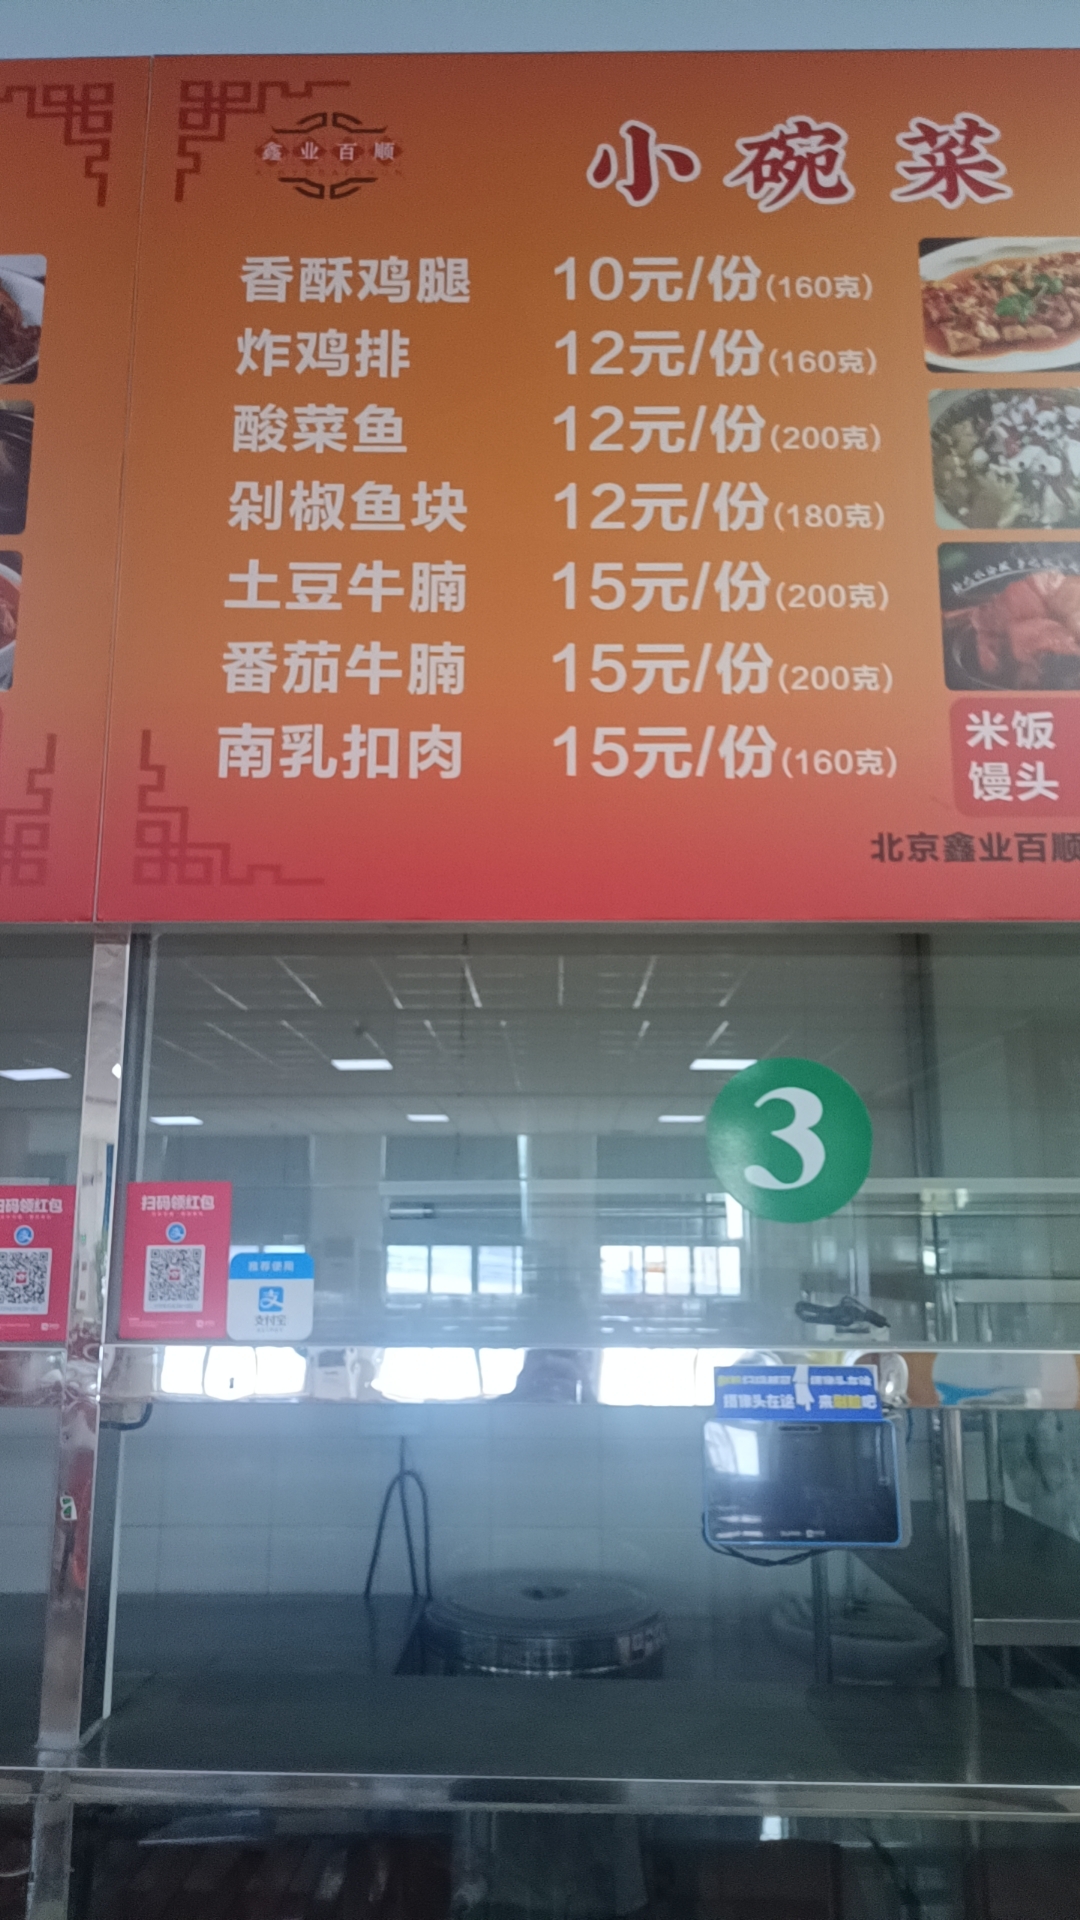 鑫业百顺
小碗菜
香酥鸡腿 10元/份(160克)
炸鸡排 12元/份(160克)
酸菜鱼 12元/份(200克)
剁椒鱼块 12元/份(180克)
土豆牛腩 15元/份(200克)
番茄牛腩 15元/份(200克)
南乳扣肉 15元/份(160克)
米饭
馒头
北京鑫业百顺
3
扫码领红包
扫码领红包
推荐使用
支付宝